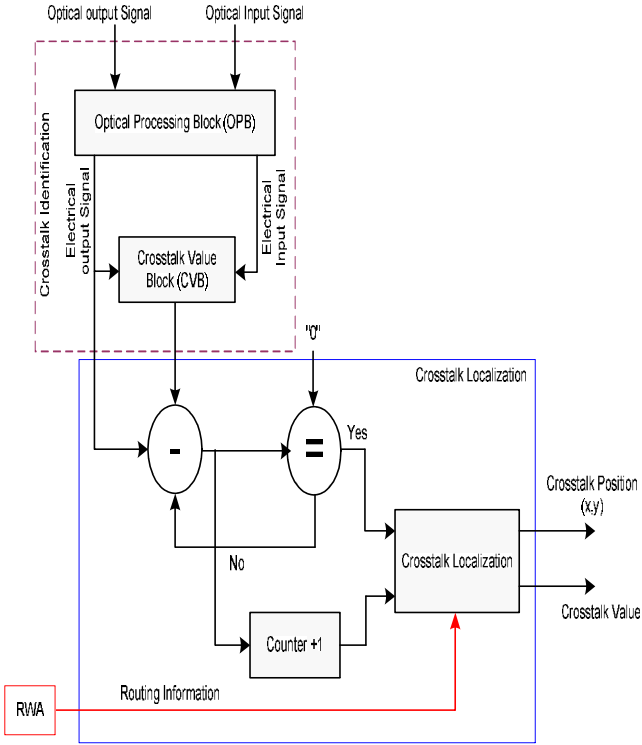 Optical output Signal
Optical Input Signal
Optical Processing Block (OPB)
Crosstalk Identification
Electrical
output Signal
Electrical
Input Signal
Crosstalk Value
Block (CVB)
"0"
Crosstalk Localization
-
=
Yes
No
Crosstalk Position
(x,y)
Crosstalk Localization
Crosstalk Value
Counter +1
Routing Information
RWA